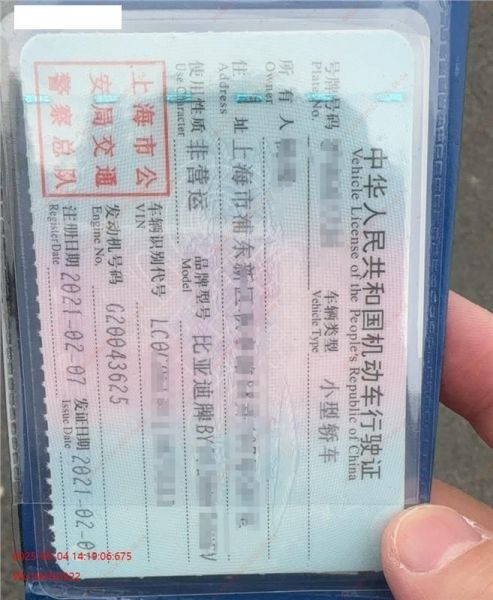 中华人民共和国机动车行驶证
Vehicle License of the People's Republic of China
号牌号码
Plate No.
车辆类型 小型轿车
Vehicle Type
所有人
Owner
住址 上海市浦东新区
Address
使用性质 非营运
Use Character
品牌型号 比亚迪牌BY
Model
车辆识别代号 LC0
VIN
发动机号码 G20043625
Engine No.
注册日期 2021-02-07 发证日期 2021-02-0
Register Date Issue Date
上海市公
安局交通
警察总队
14:19:06:675